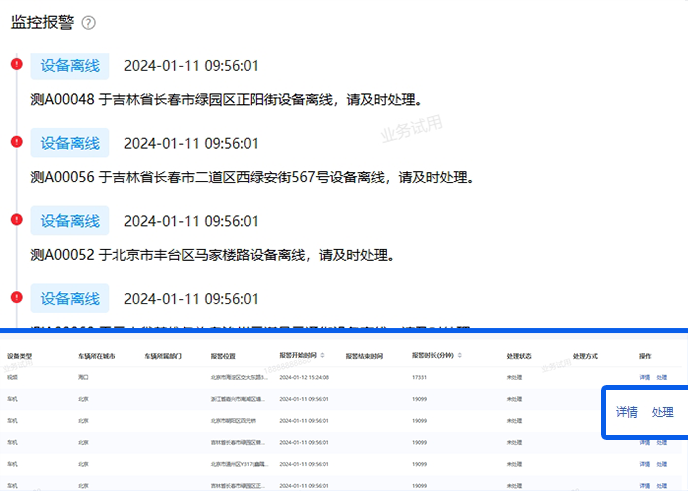 监控报警
设备离线 2024-01-11 09:56:01
测A00048 于吉林省长春市绿园区正阳街设备离线，请及时处理。
业务试用
设备离线 2024-01-11 09:56:01
测A00056 于吉林省长春市二道区西绿安街567号设备离线，请及时处理。
设备离线 2024-01-11 09:56:01
测A00052 于北京市丰台区马家楼路设备离线，请及时处理。
设备离线 2024-01-11 09:56:01
设备类型 车辆所在城市 车辆所属部门 报警位置 报警开始时间 报警结束时间 报警时长(分钟) 处理状态 处理方式 操作
视频 周口 北京市海淀区交大东路3... 2024-01-12 15:24:08 17331 未处理 详情 处理
车机 北京 浙江省嘉兴市南湖区塘... 2024-01-11 09:56:01 19099 未处理
详情 处理
车机 北京 北京市朝阳区四元桥 2024-01-11 09:56:01 19099 未处理
车机 北京 吉林省长春市绿园区普... 2024-01-11 09:56:01 19099 未处理 详情 处理
车机 北京 北京市通州区Y317(鑫隅... 2024-01-11 09:56:01 19099 未处理 详情 处理
车机 北京 吉林省长春市绿园区正... 2024-01-11 09:56:01 19099 未处理 详情 处理